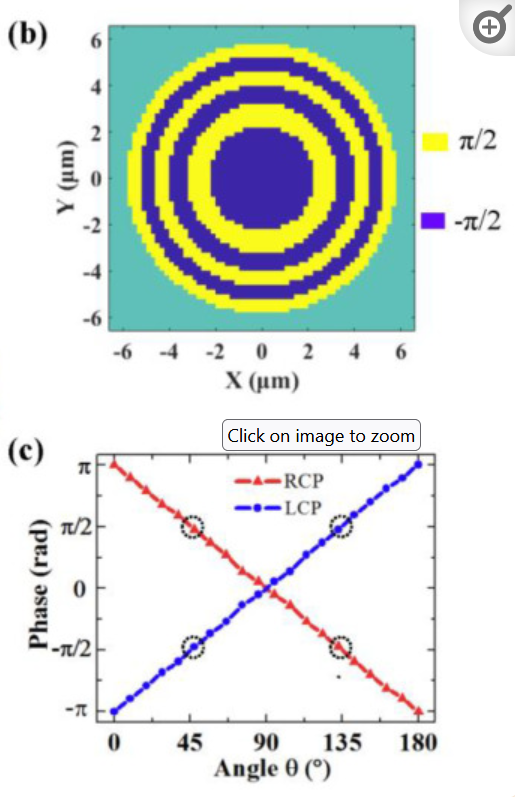 (b)
6
4
2
0
-2
-4
-6
Y (μm)
-6 -4 -2 0 2 4 6
X (μm)
π/2
-π/2
Click on image to zoom
(c)
π
π/2
0
-π/2
-π
Phase (rad)
RCP
LCP
0 45 90 135 180
Angle θ (°)